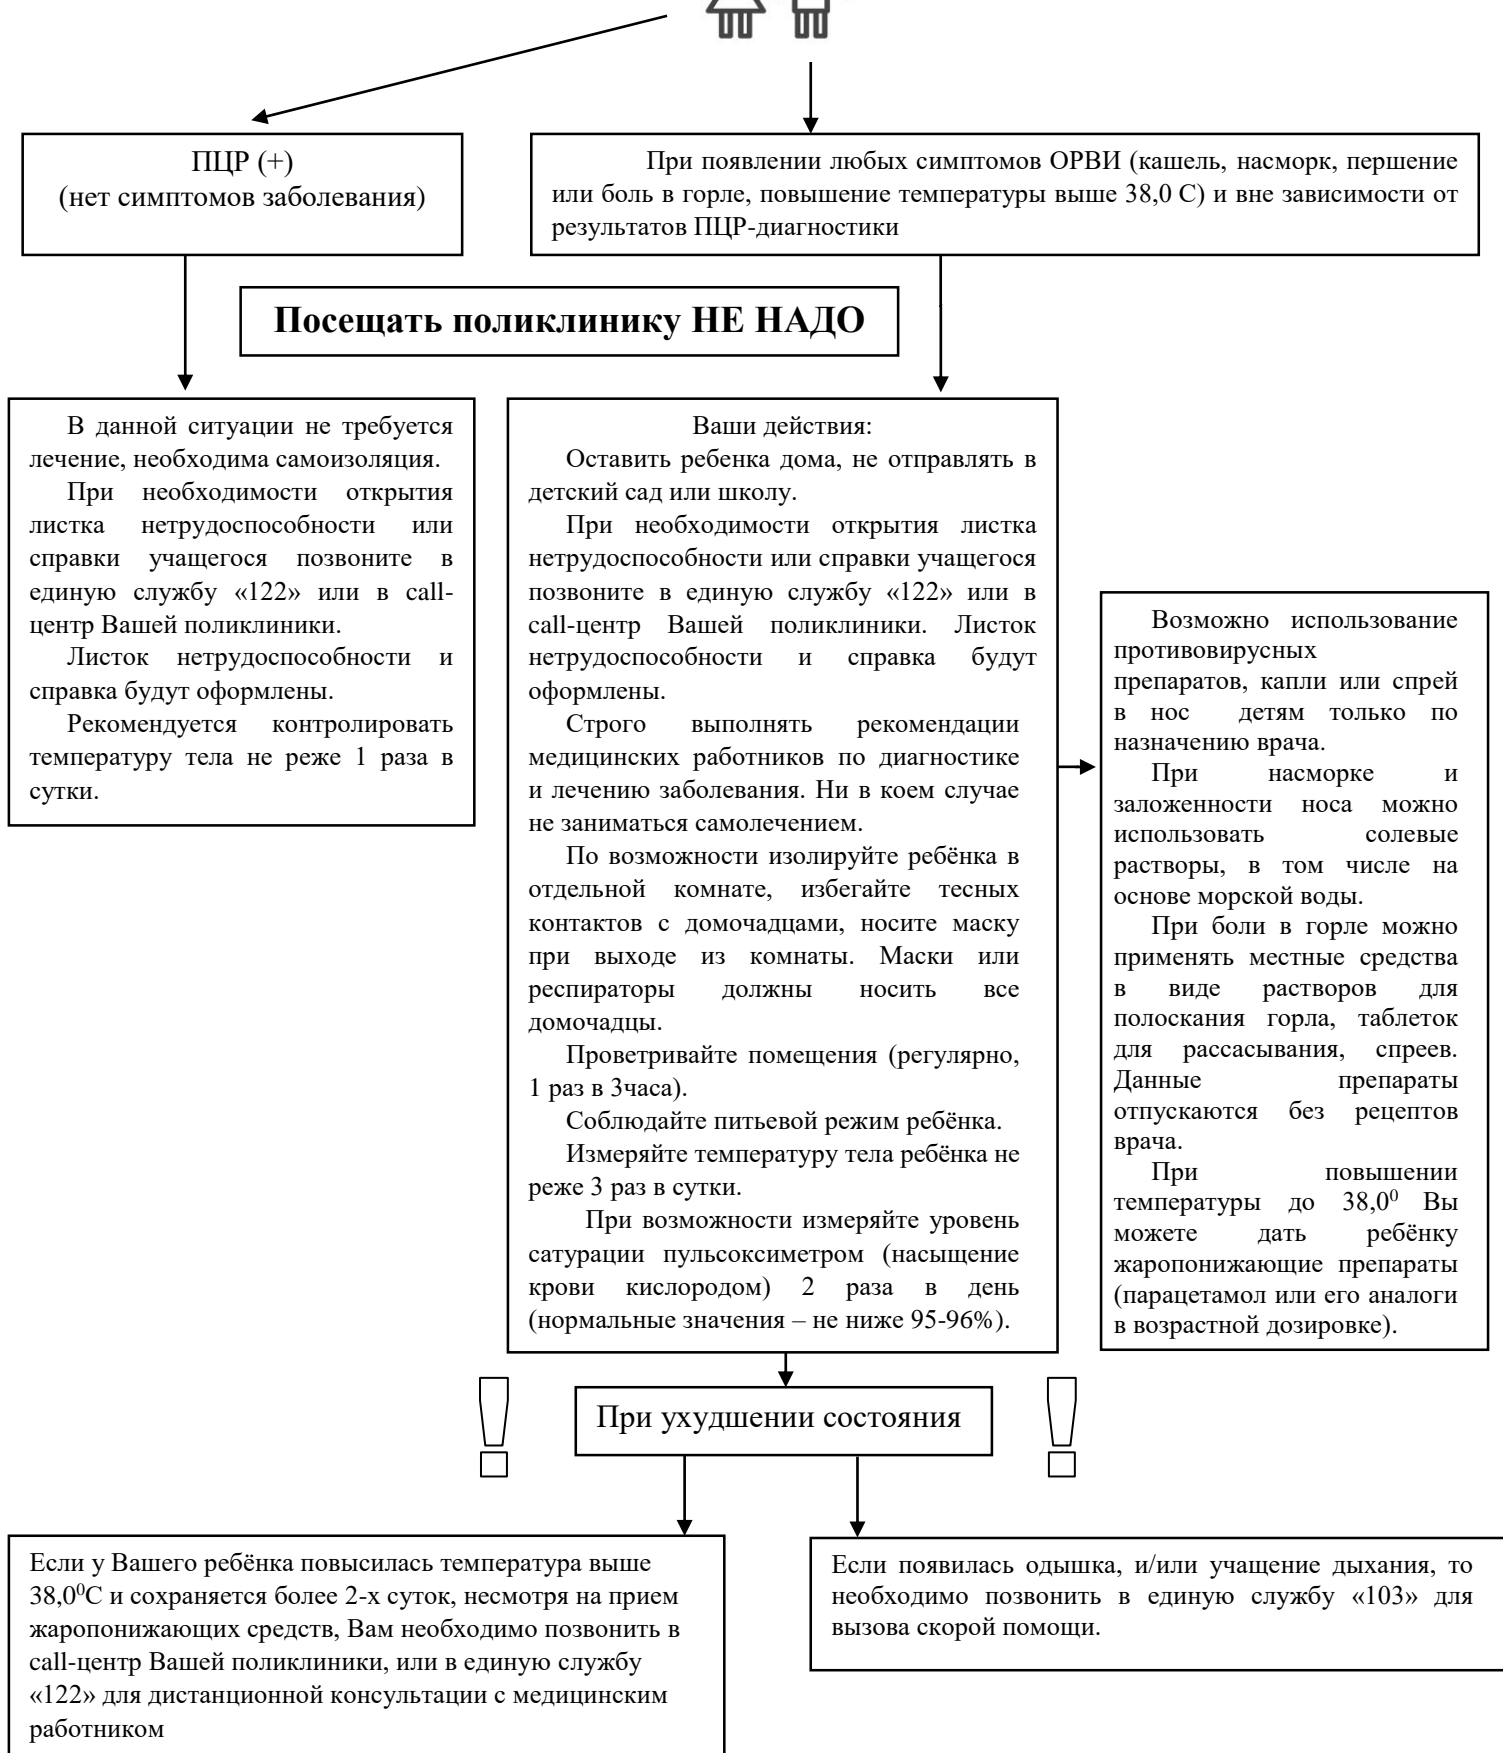 ПЦР (+)
(нет симптомов заболевания)
При появлении любых симптомов ОРВИ (кашель, насморк, першение
или боль в горле, повышение температуры выше 38,0 С) и вне зависимости от
результатов ПЦР-диагностики
Посещать поликлинику НЕ НАДО
В данной ситуации не требуется
лечение, необходима самоизоляция.
При необходимости открытия
листка нетрудоспособности или
справки учащегося позвоните в
единую службу «122» или в call-
центр Вашей поликлиники.
Листок нетрудоспособности и
справка будут оформлены.
Рекомендуется контролировать
температуру тела не реже 1 раза в
сутки.
Ваши действия:
Оставить ребенка дома, не отправлять в
детский сад или школу.
При необходимости открытия листка
нетрудоспособности или справки учащегося
позвоните в единую службу «122» или в
call-центр Вашей поликлиники. Листок
нетрудоспособности и справка будут
оформлены.
Строго выполнять рекомендации
медицинских работников по диагностике
и лечению заболевания. Ни в коем случае
не заниматься самолечением.
По возможности изолируйте ребёнка в
отдельной комнате, избегайте тесных
контактов с домочадцами, носите маску
при выходе из комнаты. Маски или
респираторы должны носить все
домочадцы.
Проветривайте помещения (регулярно,
1 раз в 3часа).
Соблюдайте питьевой режим ребёнка.
Измеряйте температуру тела ребёнка не
реже 3 раз в сутки.
При возможности измеряйте уровень
сатурации пульсоксиметром (насыщение
крови кислородом) 2 раза в день
(нормальные значения – не ниже 95-96%).
Возможно использование
противовирусных
препаратов, капли или спрей
в нос детям только по
назначению врача.
При насморке и
заложенности носа можно
использовать солевые
растворы, в том числе на
основе морской воды.
При боли в горле можно
применять местные средства
в виде растворов для
полоскания горла, таблеток
для рассасывания, спреев.
Данные препараты
отпускаются без рецептов
врача.
При повышении
температуры до 38,0⁰ Вы
можете дать ребёнку
жаропонижающие препараты
(парацетамол или его аналоги
в возрастной дозировке).
! При ухудшении состояния !
Если у Вашего ребёнка повысилась температура выше
38,0⁰С и сохраняется более 2-х суток, несмотря на прием
жаропонижающих средств, Вам необходимо позвонить в
call-центр Вашей поликлиники, или в единую службу
«122» для дистанционной консультации с медицинским
работником
Если появилась одышка, и/или учащение дыхания, то
необходимо позвонить в единую службу «103» для
вызова скорой помощи.